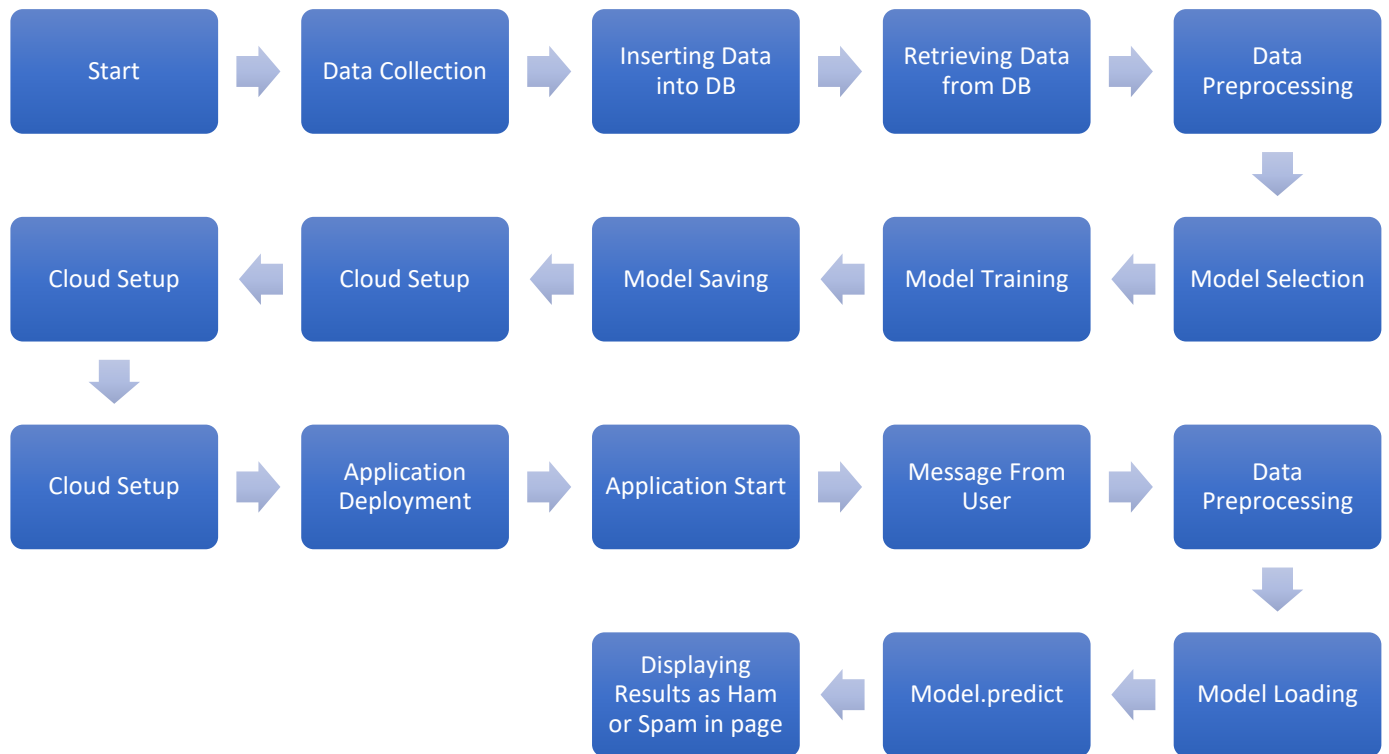 Start
Data Collection
Inserting Data
into DB
Retrieving Data
from DB
Data
Preprocessing
Model Selection
Model Training
Model Saving
Cloud Setup
Cloud Setup
Cloud Setup
Application
Deployment
Application Start
Message From
User
Data
Preprocessing
Model Loading
Model.predict
Displaying
Results as Ham
or Spam in page